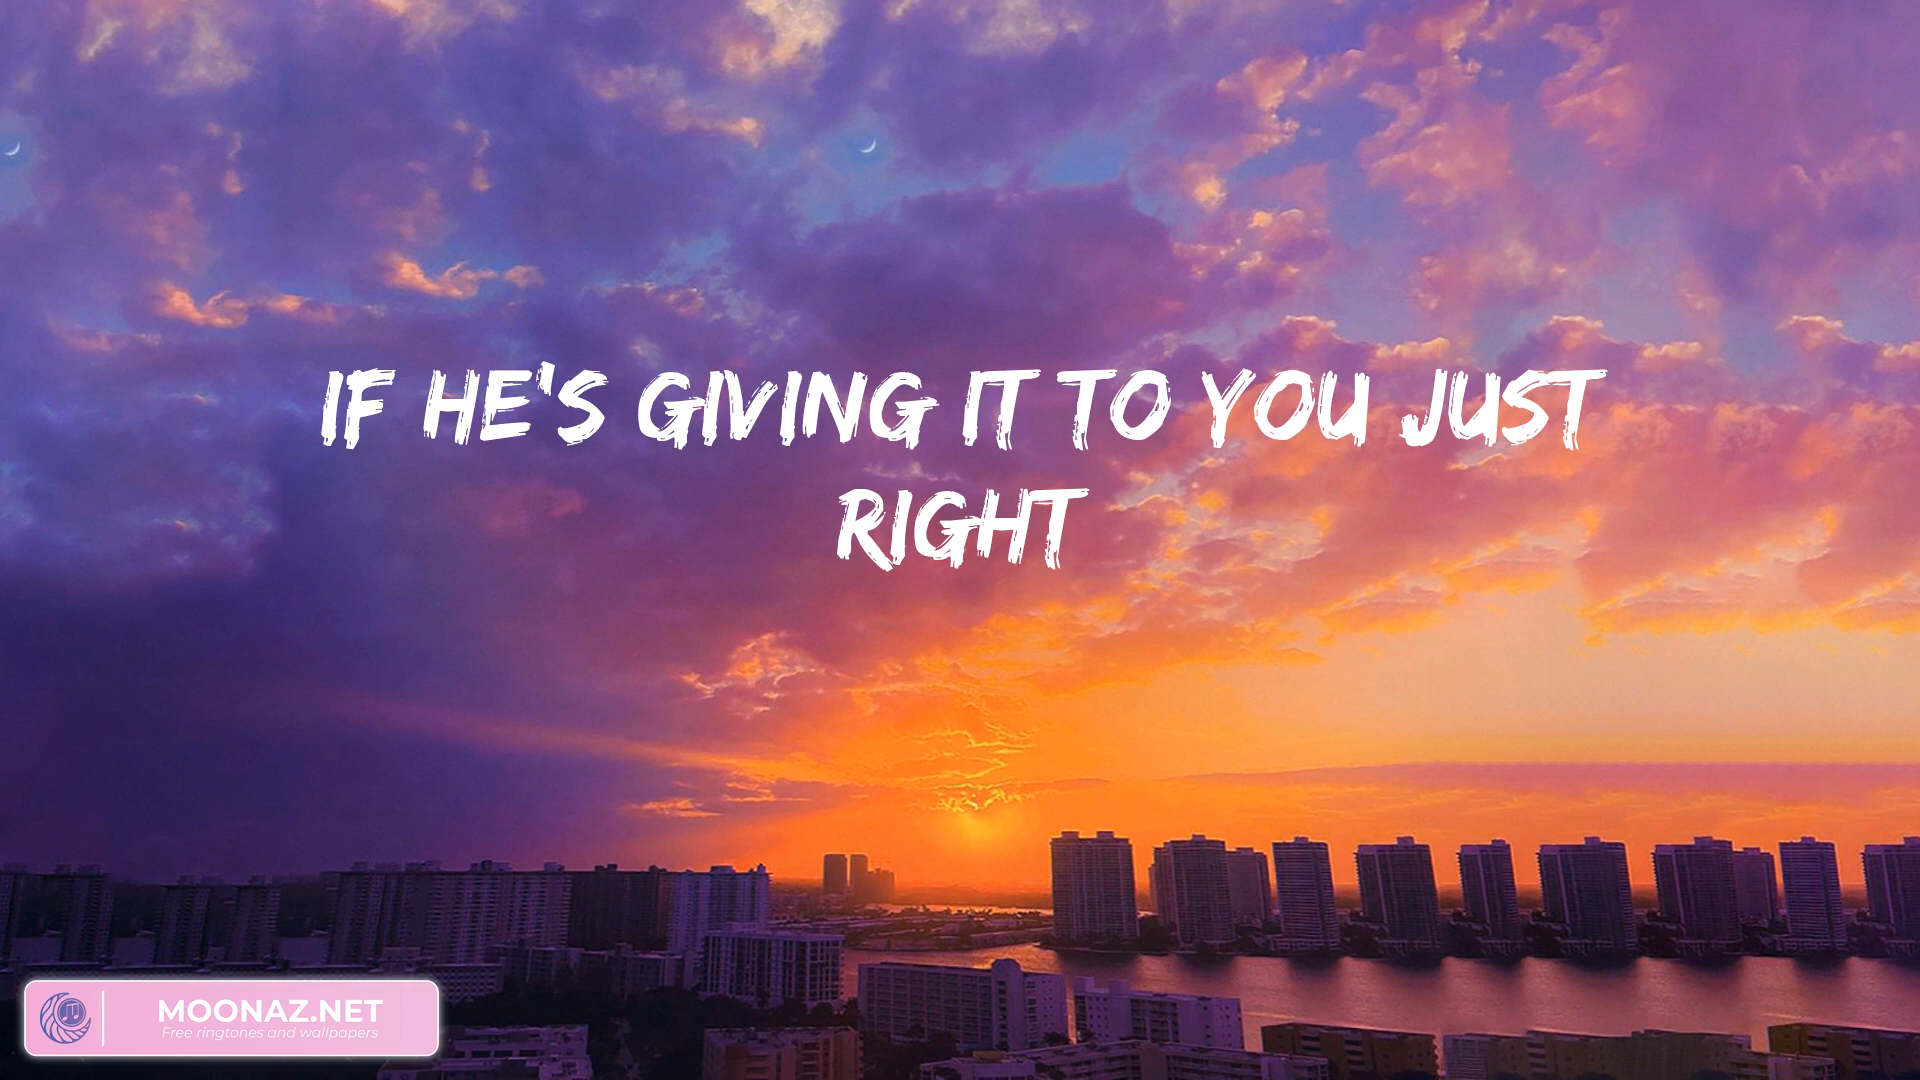 IF HE'S GIVING IT TO YOU JUST
RIGHT
MOONAZ.NET
Free ringtones and wallpapers